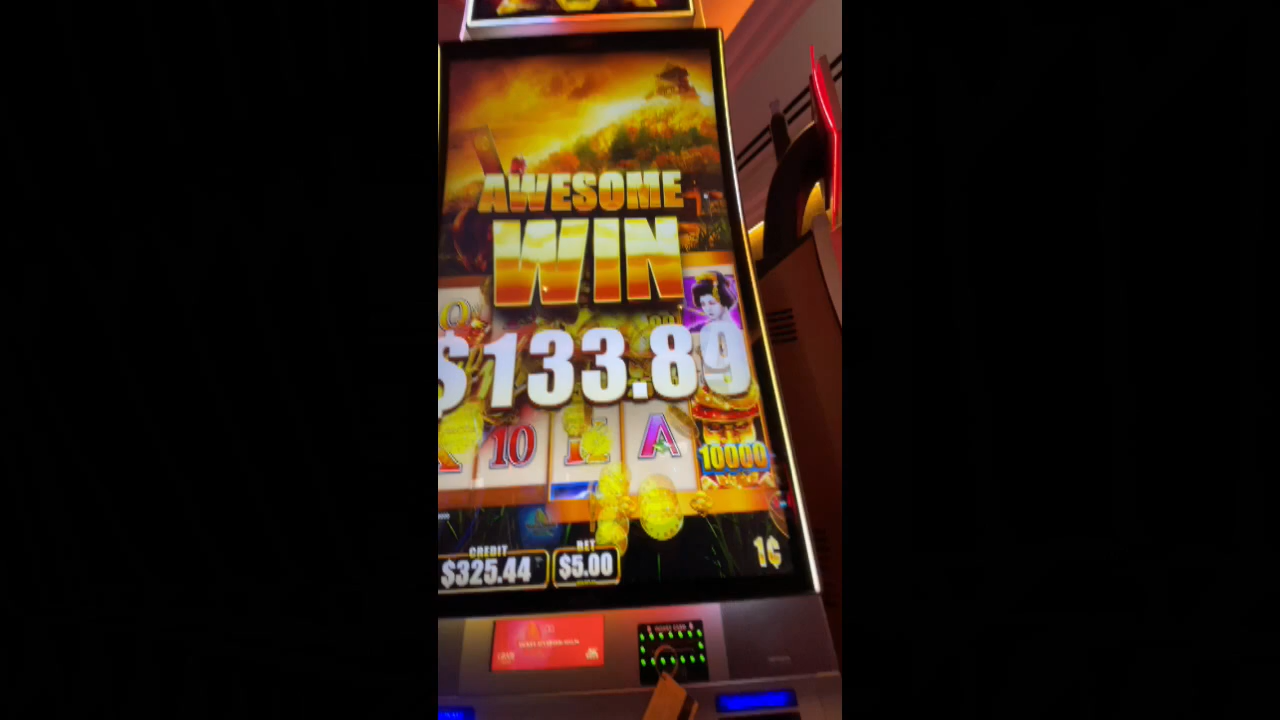 AWESOME
WIN
$133.89
10
A
10000
CREDIT
BET
$325.44
$5.00
1¢